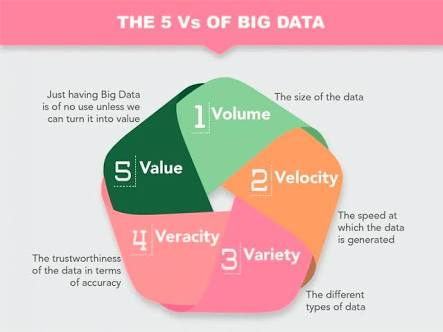 THE 5 Vs OF BIG DATA
1 Volume
The size of the data
2 Velocity
The speed at
which the data
is generated
3 Variety
The different
types of data
4 Veracity
The trustworthiness
of the data in terms
of accuracy
5 Value
Just having Big Data
is of no use unless we
can turn it into value